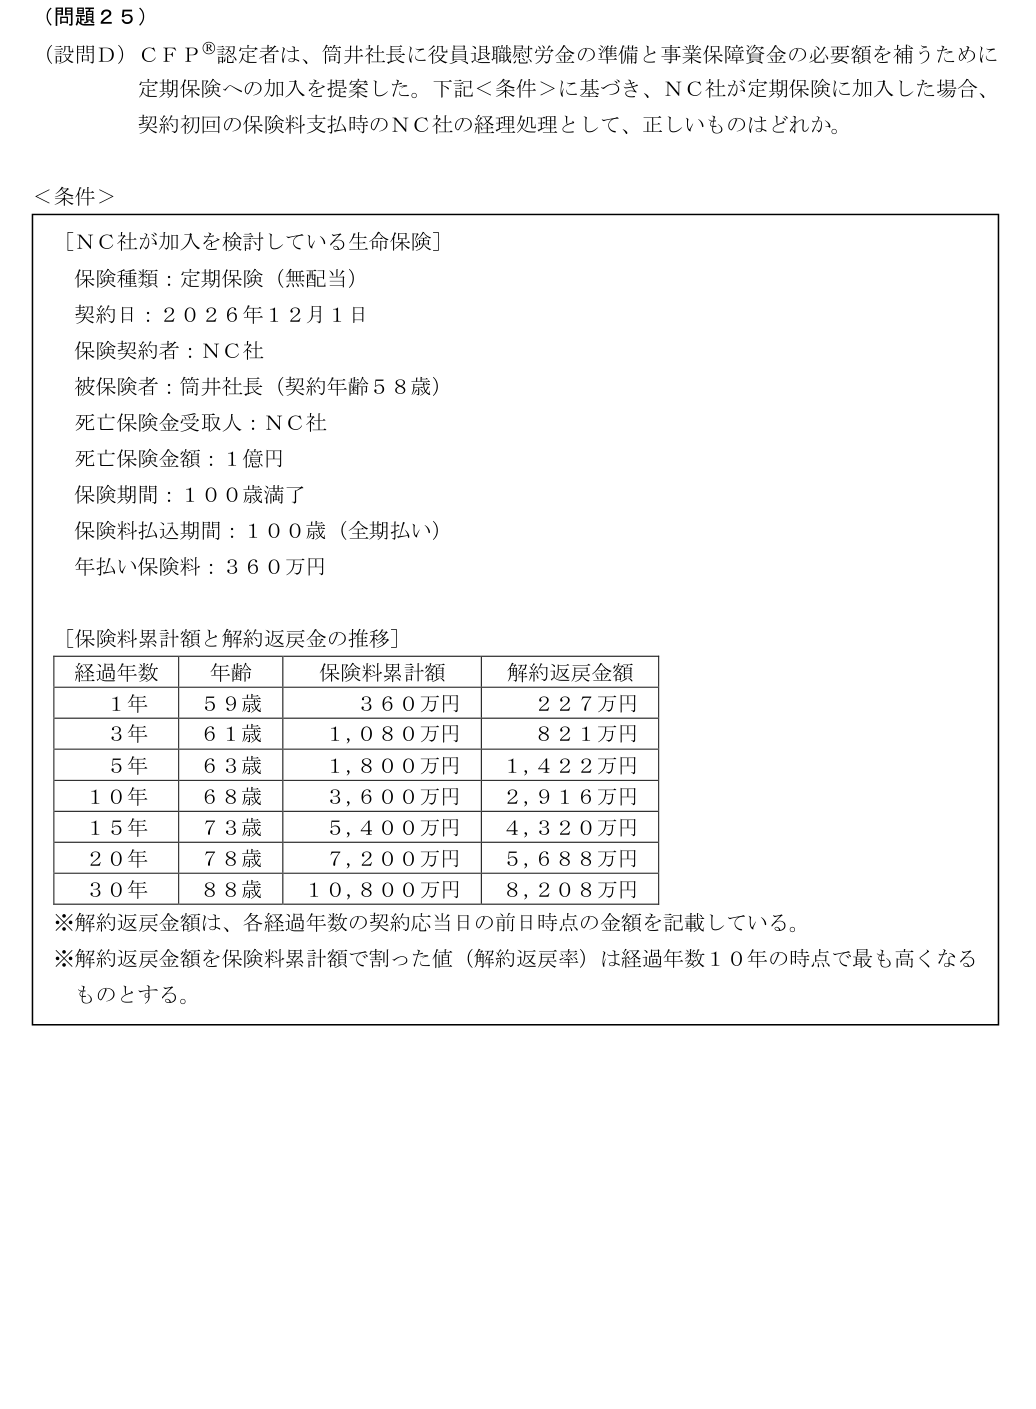 （問題２５）
（設問Ｄ）ＣＦＰ®認定者は、筒井社長に役員退職慰労金の準備と事業保障資金の必要額を補うために
定期保険への加入を提案した。下記＜条件＞に基づき、ＮＣ社が定期保険に加入した場合、
契約初回の保険料支払時のＮＣ社の経理処理として、正しいものはどれか。
＜条件＞
［ＮＣ社が加入を検討している生命保険］
保険種類：定期保険（無配当）
契約日：２０２６年１２月１日
保険契約者：ＮＣ社
被保険者：筒井社長（契約年齢５８歳）
死亡保険金受取人：ＮＣ社
死亡保険金額：１億円
保険期間：１００歳満了
保険料払込期間：１００歳（全期払い）
年払い保険料：３６０万円
［保険料累計額と解約返戻金の推移］
経過年数 年齢 保険料累計額 解約返戻金額
１年 ５９歳 ３６０万円 ２２７万円
３年 ６１歳 １，０８０万円 ８２１万円
５年 ６３歳 １，８００万円 １，４２２万円
１０年 ６８歳 ３，６００万円 ２，９１６万円
１５年 ７３歳 ５，４００万円 ４，３２０万円
２０年 ７８歳 ７，２００万円 ５，６８８万円
３０年 ８８歳 １０，８００万円 ８，２０８万円
※解約返戻金額は、各経過年数の契約応当日の前日時点の金額を記載している。
※解約返戻金額を保険料累計額で割った値（解約返戻率）は経過年数１０年の時点で最も高くなる
ものとする。